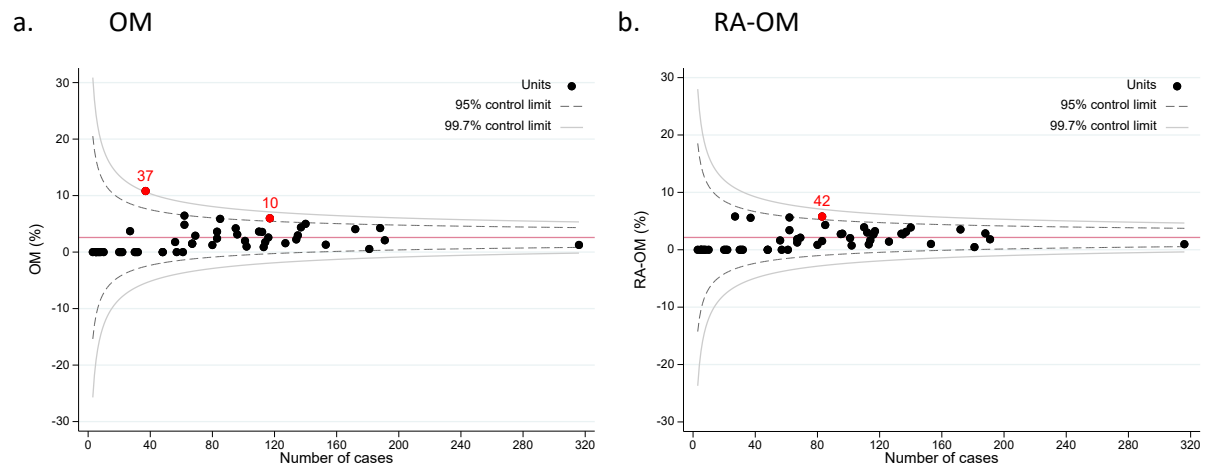 a. OM
b. RA-OM
Units
95% control limit
99.7% control limit
30
20
10
0
-10
-20
-30
OM (%)
37
10
0 40 80 120 160 200 240 280 320
Number of cases
Units
95% control limit
99.7% control limit
30
20
10
0
-10
-20
-30
RA-OM (%)
42
0 40 80 120 160 200 240 280 320
Number of cases